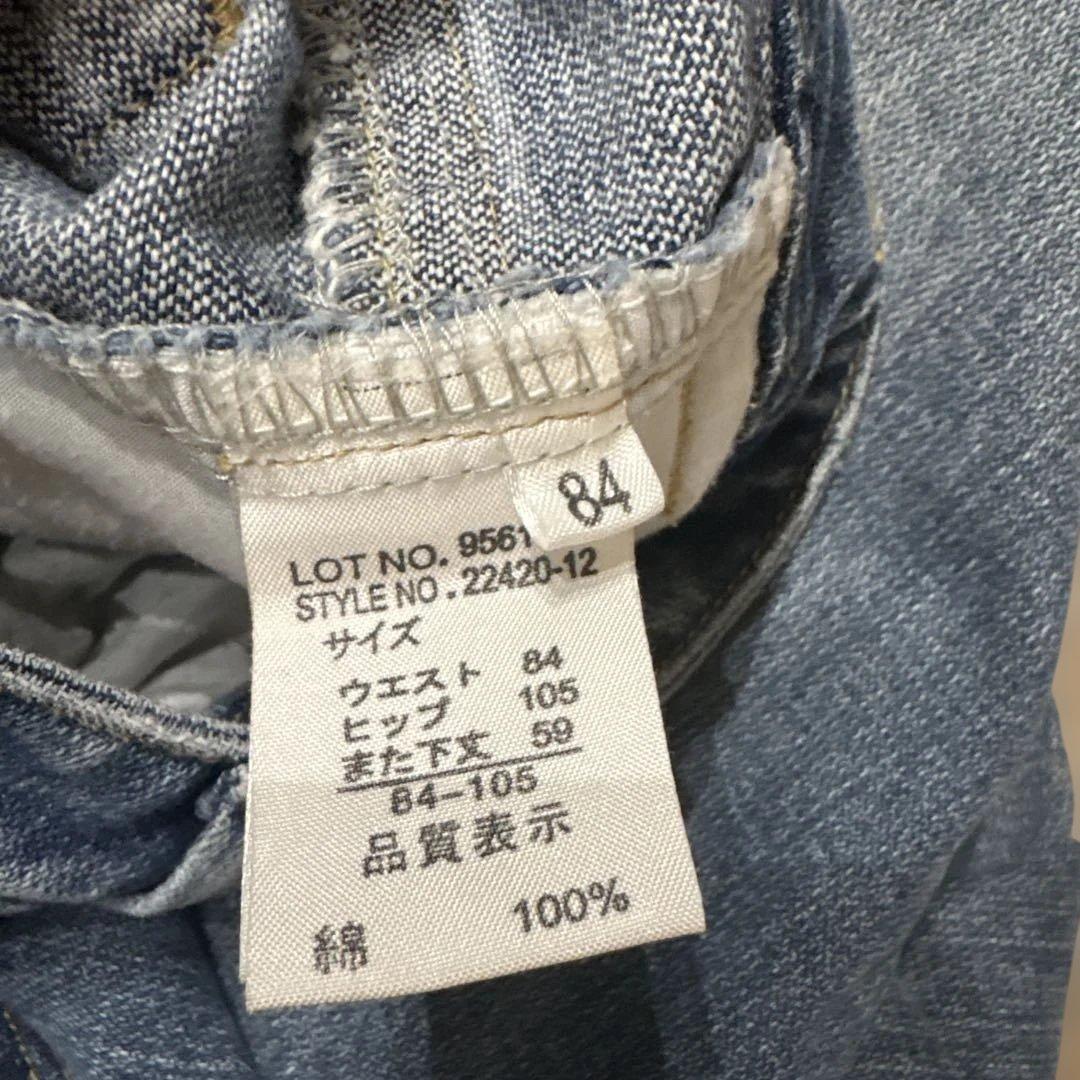 84
LOT NO. 9561
STYLE NO. 22420-12
サイズ
ウエスト 84
ヒップ 105
また下丈 59
84-105
品質表示
綿 100%